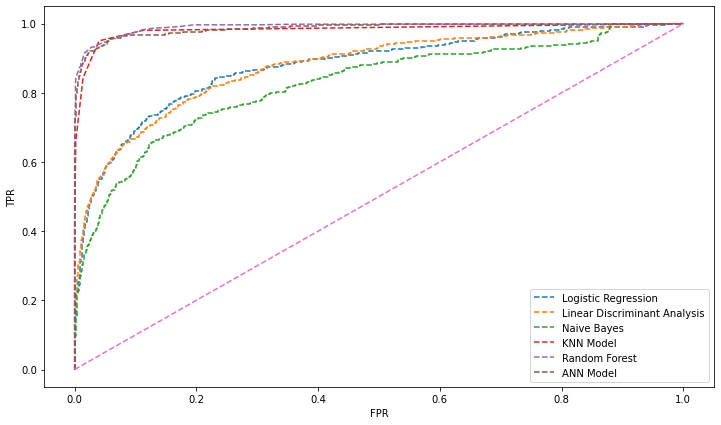 1.0
0.8
0.6
0.4
0.2
0.0
TPR
0.0 0.2 0.4 0.6 0.8 1.0
FPR
Logistic Regression
Linear Discriminant Analysis
Naive Bayes
KNN Model
Random Forest
ANN Model